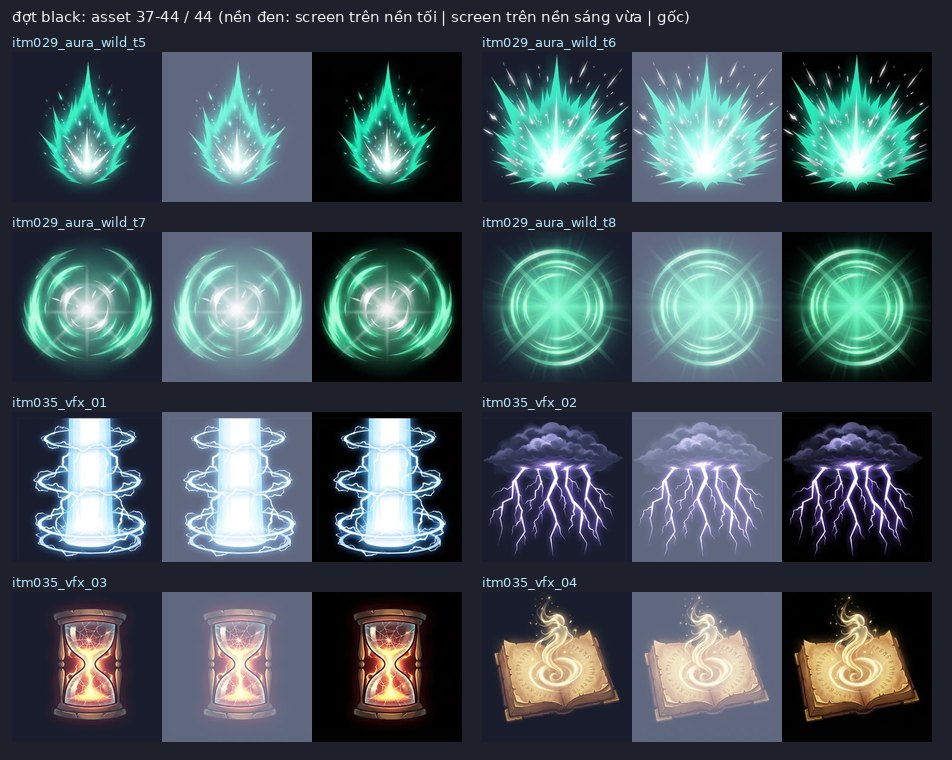 đợt black: asset 37-44 / 44 (nền đen: screen trên nền tối | screen trên nền sáng vừa | gốc)
itm029_aura_wild_t5
itm029_aura_wild_t6
itm029_aura_wild_t7
itm029_aura_wild_t8
itm035_vfx_01
itm035_vfx_02
itm035_vfx_03
itm035_vfx_04